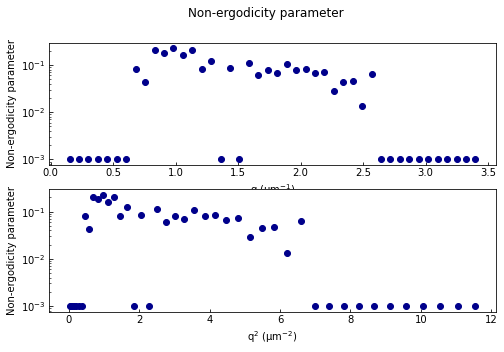 Non-ergodicity parameter
Non-ergodicity parameter
10⁻¹
10⁻²
10⁻³
0.0 0.5 1.0 1.5 2.0 2.5 3.0 3.5
q (μm⁻¹)
Non-ergodicity parameter
10⁻¹
10⁻²
10⁻³
0 2 4 6 8 10 12
q² (μm⁻²)